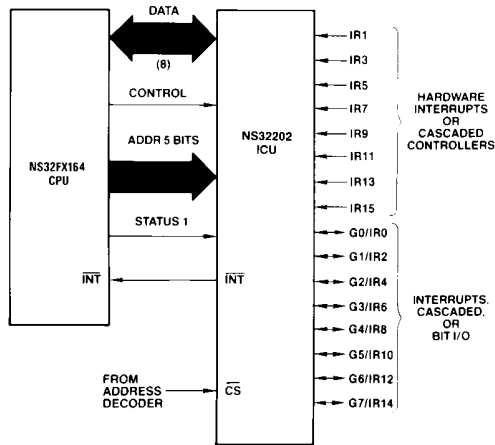 DATA
(8)
CONTROL
ADDR 5 BITS
NS32FX164
CPU
STATUS 1
INT
FROM
ADDRESS
DECODER
NS32202
ICU
INT
CS
IR1
IR3
IR5
IR7
IR9
IR11
IR13
IR15
G0/IR0
G1/IR2
G2/IR4
G3/IR6
G4/IR8
G5/IR10
G6/IR12
G7/IR14
HARDWARE
INTERRUPTS
OR
CASCADED
CONTROLLERS
INTERRUPTS.
CASCADED.
OR
BIT I/O